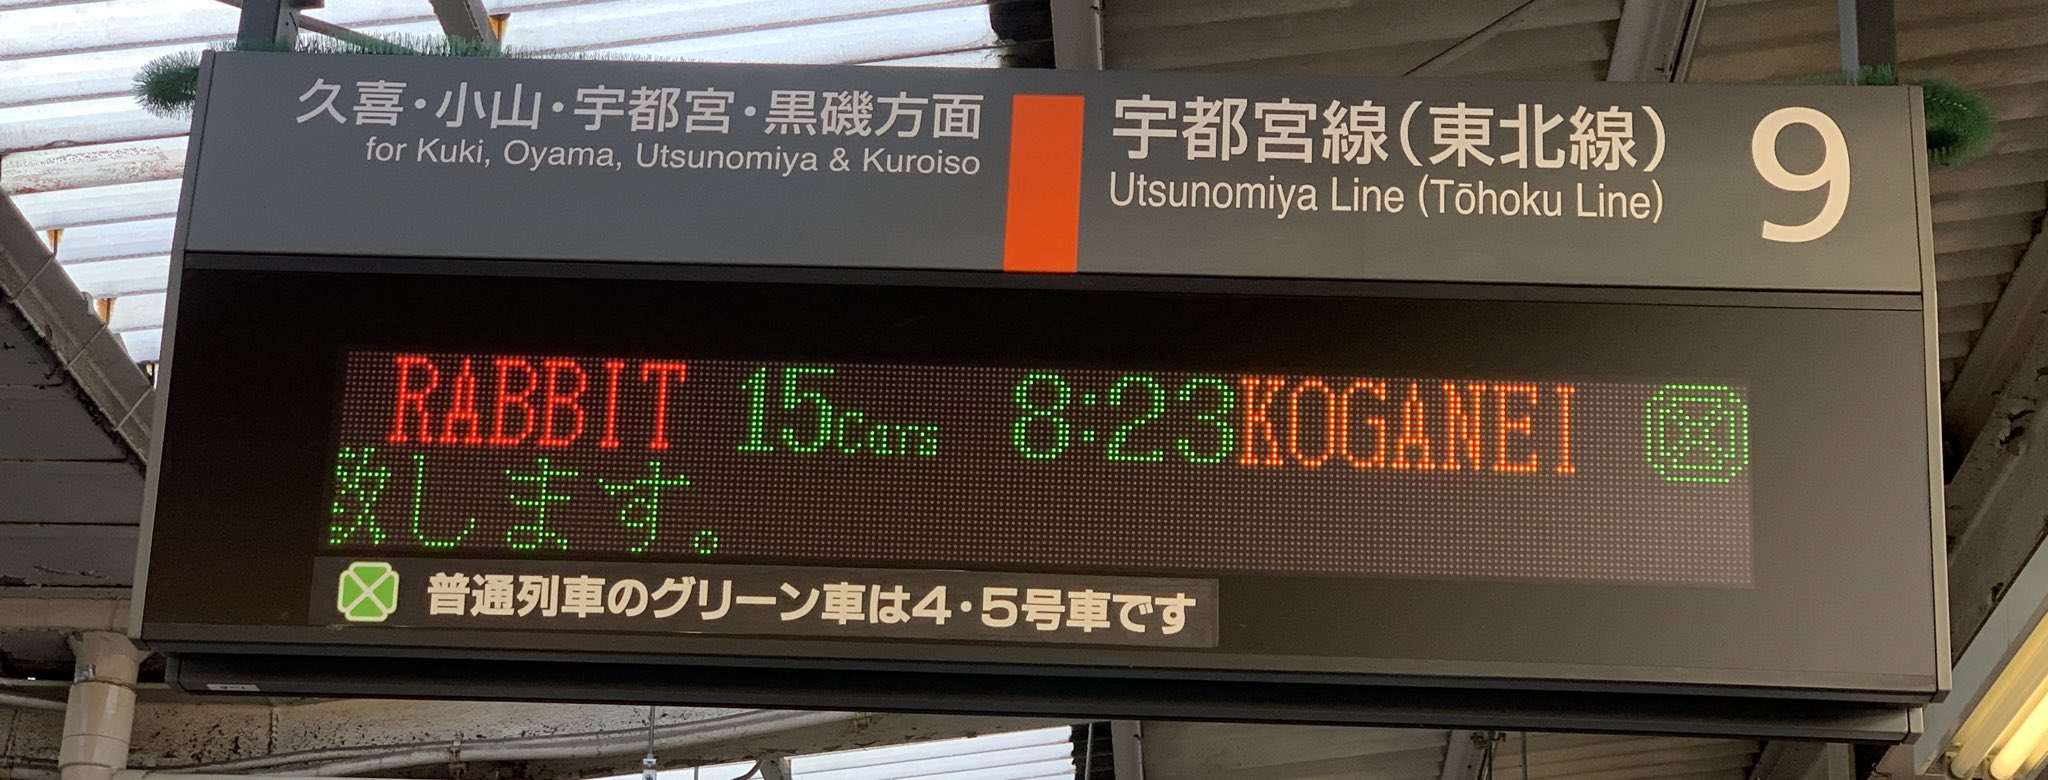 久喜・小山・宇都宮・黒磯方面
for Kuki, Oyama, Utsunomiya & Kuroiso
宇都宮線(東北線)
Utsunomiya Line (Tōhoku Line)
9
RABBIT 15cars 8:23 KOGANEI
致します。
普通列車のグリーン車は4・5号車です